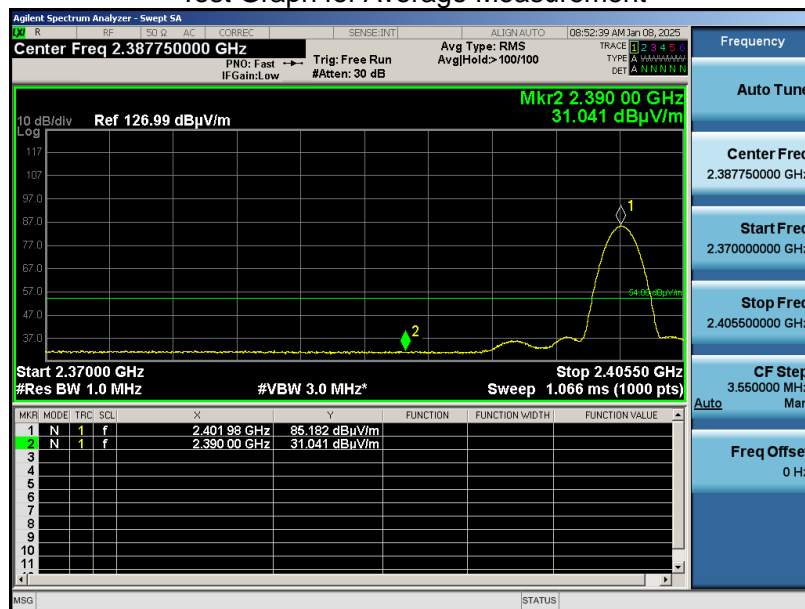 Test Graph for Average Measurement
Agilent Spectrum Analyzer - Swept SA
LXI R RF 50 Ω AC CORREC SENSE:INT ALIGN AUTO 08:52:39 AM Jan 08, 2025
Center Freq 2.387750000 GHz
PNO: Fast
IFGain:Low
Trig: Free Run
#Atten: 30 dB
Avg Type: RMS
Avg|Hold:>100/100
TRACE 1 2 3 4 5 6
TYPE A
DET A N N N N N
Mkr2 2.390 00 GHz
31.041 dBµV/m
10 dB/div Ref 126.99 dBµV/m
Log
117
107
97.0
87.0
77.0
67.0
57.0
47.0
37.0
1
54.00 dBµV/m
2
Start 2.37000 GHz Stop 2.40550 GHz
#Res BW 1.0 MHz #VBW 3.0 MHz* Sweep 1.066 ms (1000 pts)
MKR MODE TRC SCL X Y FUNCTION FUNCTION WIDTH FUNCTION VALUE
1 N 1 f 2.401 98 GHz 85.182 dBµV/m
2 N 1 f 2.390 00 GHz 31.041 dBµV/m
3
4
5
6
7
8
9
10
11
MSG STATUS
Frequency
Auto Tune
Center Freq
2.387750000 GHz
Start Freq
2.370000000 GHz
Stop Freq
2.405500000 GHz
CF Step
3.550000 MHz
Auto Man
Freq Offset
0 Hz